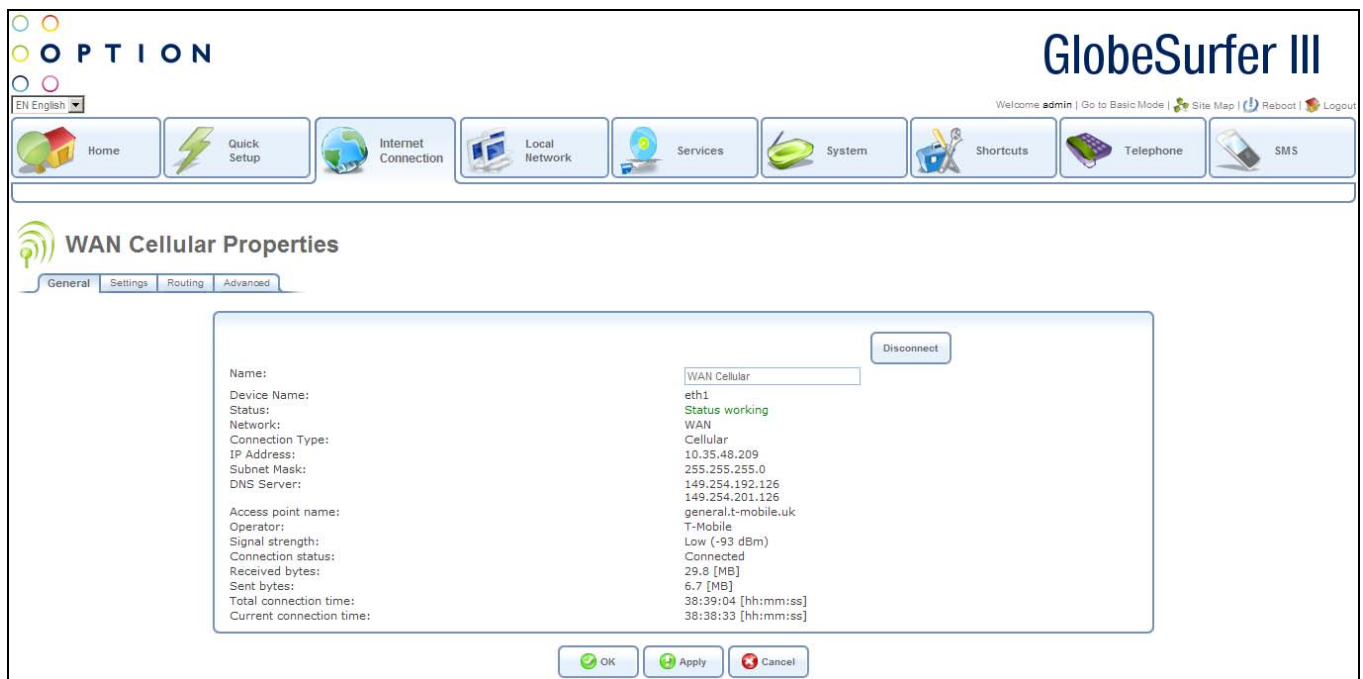 OPTION
GlobeSurfer III
EN English
Welcome admin | Go to Basic Mode | Site Map | Reboot | Logout
Home
Quick Setup
Internet Connection
Local Network
Services
System
Shortcuts
Telephone
SMS
WAN Cellular Properties
General Settings Routing Advanced
Disconnect
Name: WAN Cellular
Device Name: eth1
Status: Status working
Network: WAN
Connection Type: Cellular
IP Address: 10.35.48.209
Subnet Mask: 255.255.255.0
DNS Server: 149.254.192.126
149.254.201.126
Access point name: general.t-mobile.uk
Operator: T-Mobile
Signal strength: Low (-93 dBm)
Connection status: Connected
Received bytes: 29.8 [MB]
Sent bytes: 6.7 [MB]
Total connection time: 38:39:04 [hh:mm:ss]
Current connection time: 38:38:33 [hh:mm:ss]
OK Apply Cancel